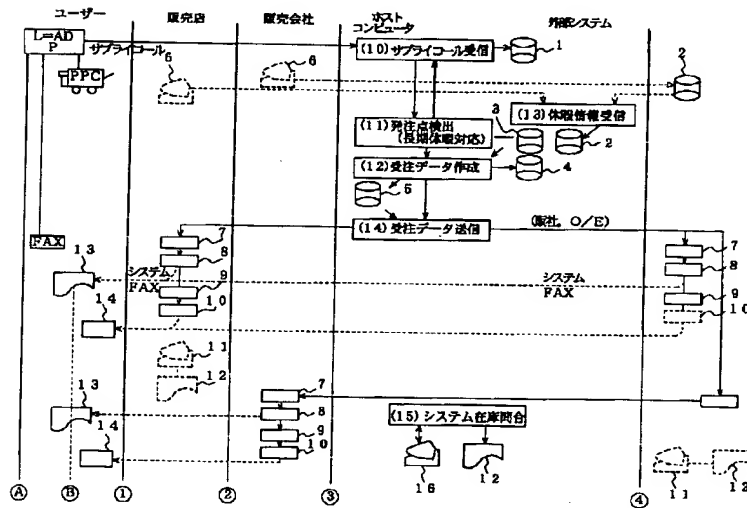 ユーザー
販売店
販売会社
ホスト
コンピュータ
外部システム
L=AD
P
サプライコール
(10)サプライコール受信
1
PPC
6
6
2
(13)休暇情報受信
(11)発注点検出
(長期休暇対応)
3
2
(12)受注データ作成
4
5
(14)受注データ送信
(販社,O/E)
FAX
13
7
8
システム/
FAX
9
10
14
システム
FAX
7
8
9
10
11
12
13
14
7
8
9
10
(15)システム在庫問合
16
12
11
12
Ⓐ
Ⓑ
①
②
③
④